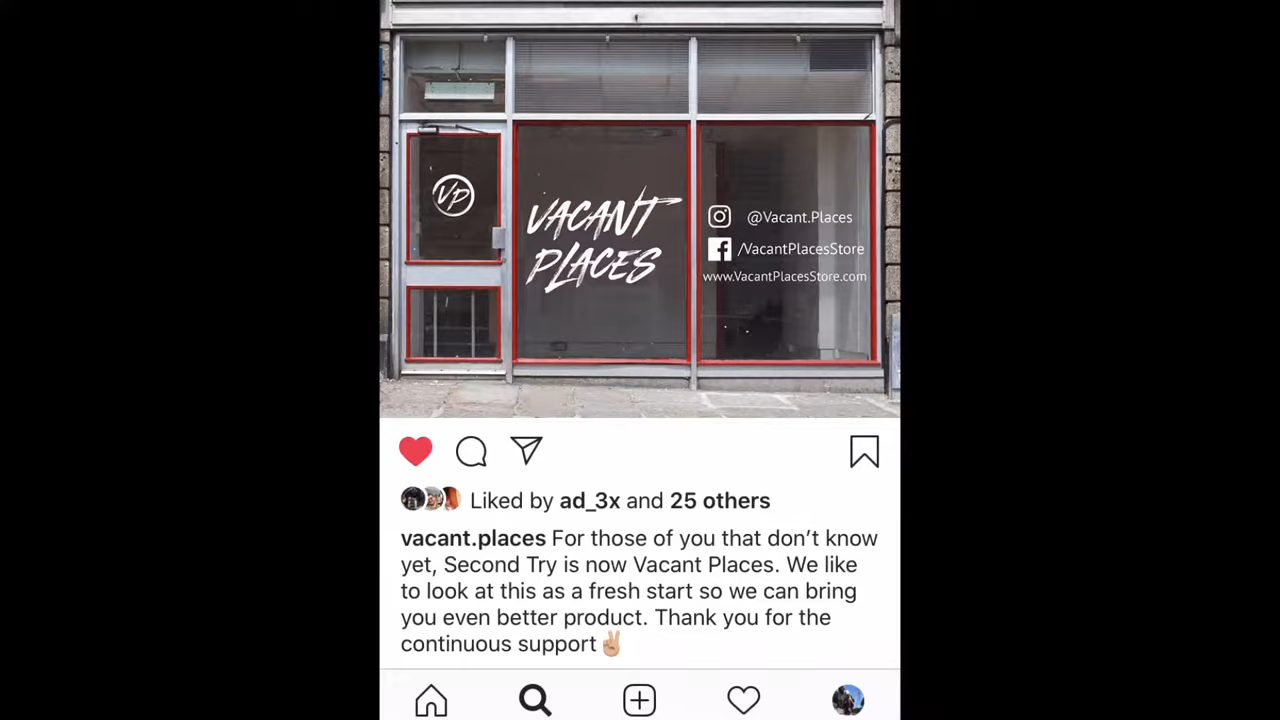 VP
VACANT
PLACES
@Vacant.Places
/VacantPlacesStore
www.VacantPlacesStore.com
Liked by ad_3x and 25 others
vacant.places For those of you that don’t know
yet, Second Try is now Vacant Places. We like
to look at this as a fresh start so we can bring
you even better product. Thank you for the
continuous support✌🏼